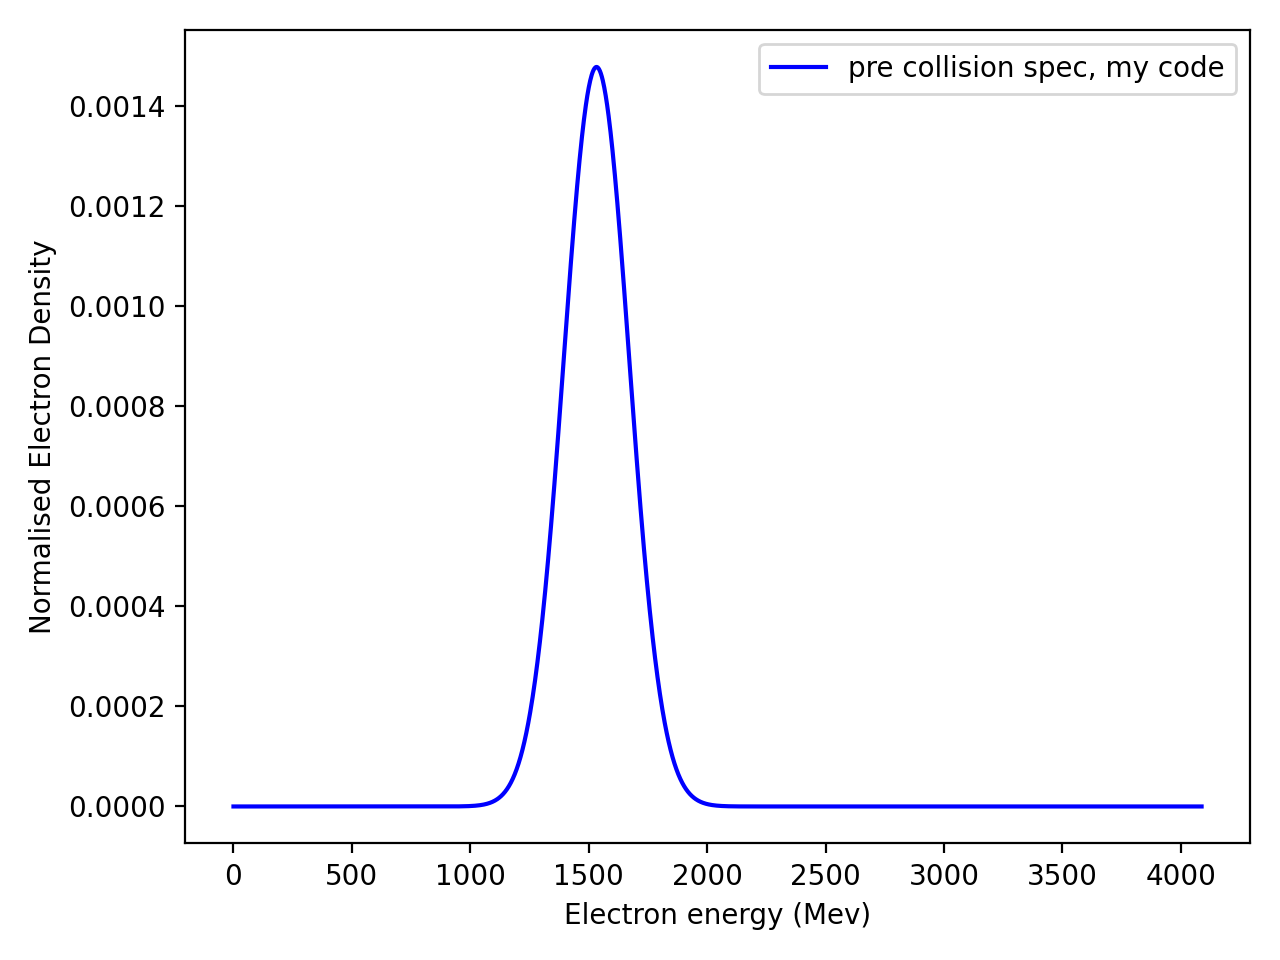 pre collision spec, my code
0.0014
0.0012
0.0010
0.0008
0.0006
0.0004
0.0002
0.0000
Normalised Electron Density
0 500 1000 1500 2000 2500 3000 3500 4000
Electron energy (Mev)